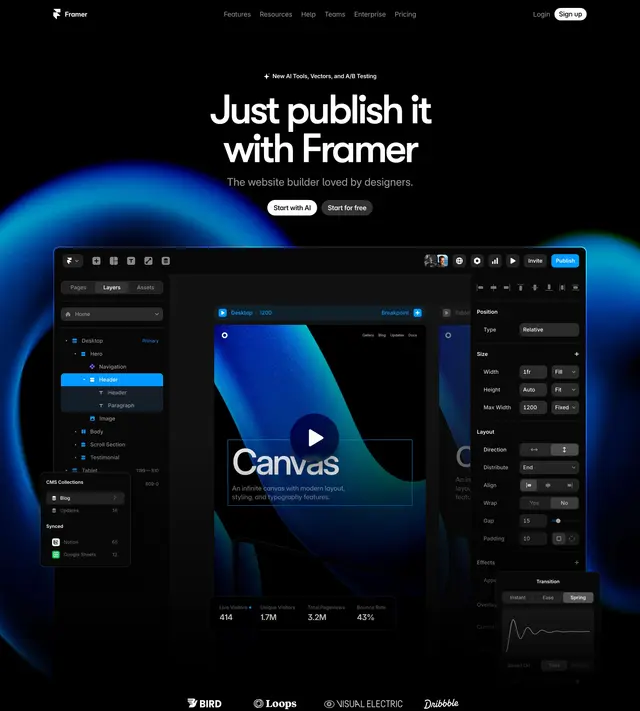 Framer
Features Resources Help Teams Enterprise Pricing
Login Sign up
New AI Tools, Vectors, and A/B Testing
Just publish it
with Framer
The website builder loved by designers.
Start with AI Start for free
Invite Publish
Pages Layers Assets
Home
Desktop Primary
Hero
Navigation
Header
Header
Paragraph
Image
Body
Scroll Section
Testimonial
Tablet
CMS Collections
Blog
Updates
Synced
Notion
Google Sheets 12
Desktop · 1200 Breakpoint
Gallery Blog Updates Docs
Canvas
An infinite canvas with modern layout,
styling, and typography features.
Live Visitors Unique Visitors Total Pageviews Bounce Rate
414 1.7M 3.2M 43%
Position
Type Relative
Size
Width 1fr Fill
Height Auto Fit
Max Width 1200 Fixed
Layout
Direction
Distribute End
Align
Wrap Yes No
Gap 15
Padding 10
Effects
Transition
Instant Ease Spring
BIRD Loops VISUAL ELECTRIC Dribbble